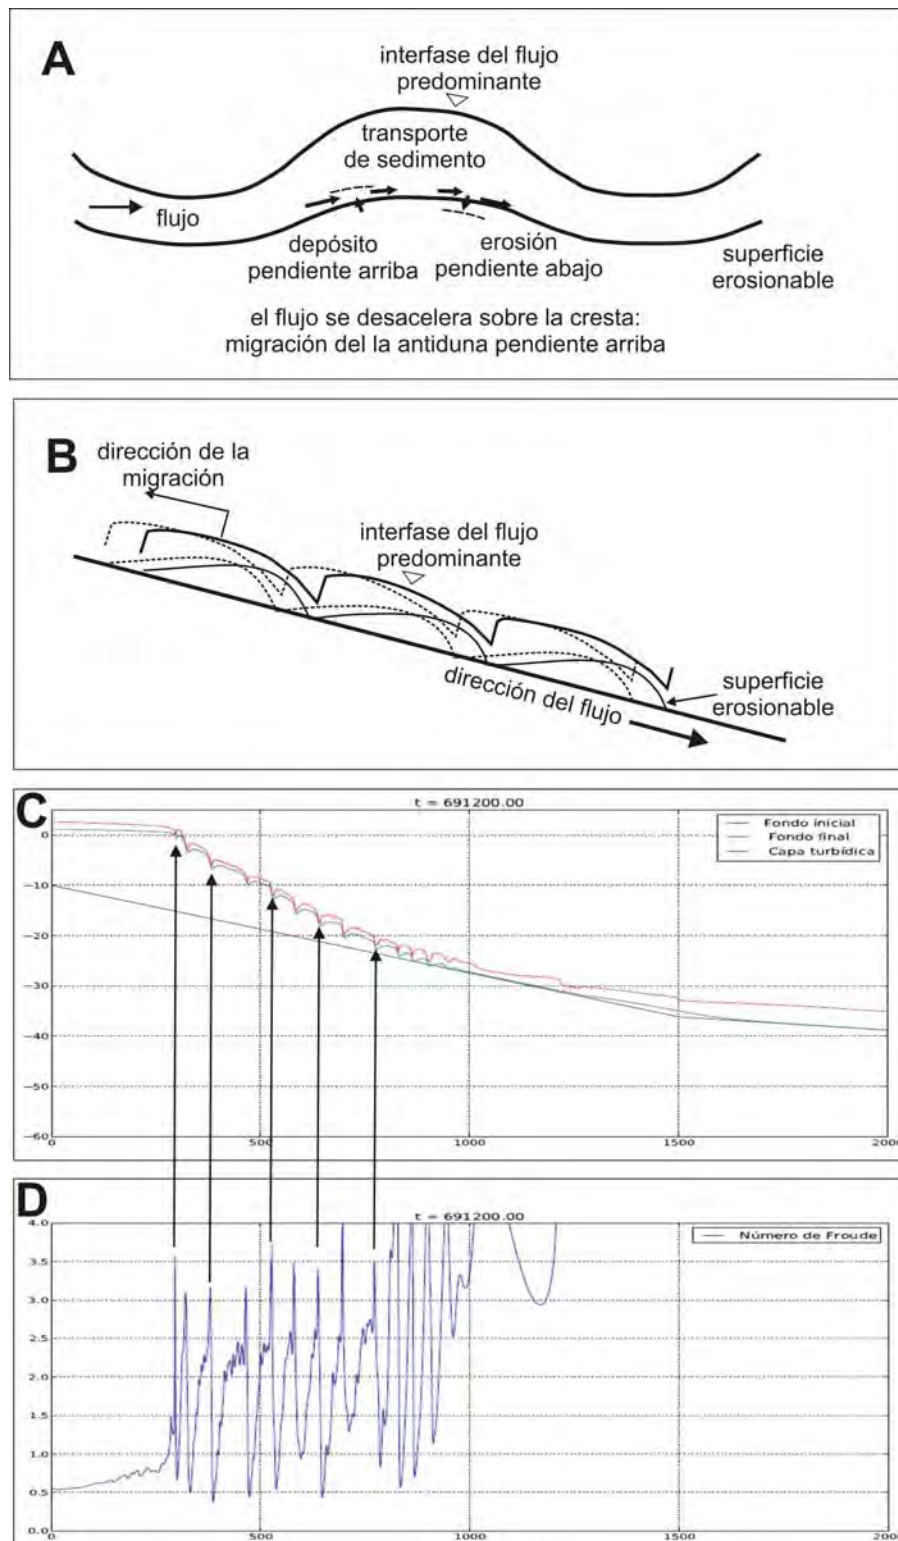 A
interfase del flujo
predominante
transporte
de sedimento
flujo
depósito
pendiente arriba
erosión
pendiente abajo
superficie
erosionable
el flujo se desacelera sobre la cresta:
migración del la antiduna pendiente arriba
B
dirección de la
migración
interfase del flujo
predominante
dirección del flujo
superficie
erosionable
C
t = 691200.00
Fondo inicial
Fondo final
Capa turbídica
0
−10
−20
−30
−40
−50
−60
0
500
1000
1500
2000
D
t = 691200.00
Número de Froude
4.0
3.5
3.0
2.5
2.0
1.5
1.0
0.5
0.0
0
500
1000
1500
2000